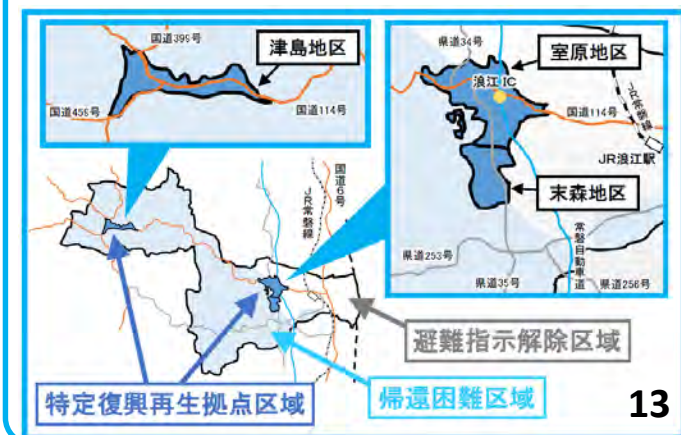 国道399号
津島地区
国道459号
国道114号
県道34号
室原地区
浪江 IC
国道114号
JR常磐線
JR浪江駅
末森地区
県道253号
常磐自動車道
県道35号
県道256号
国道6号
JR常磐線
避難指示解除区域
特定復興再生拠点区域
帰還困難区域
13